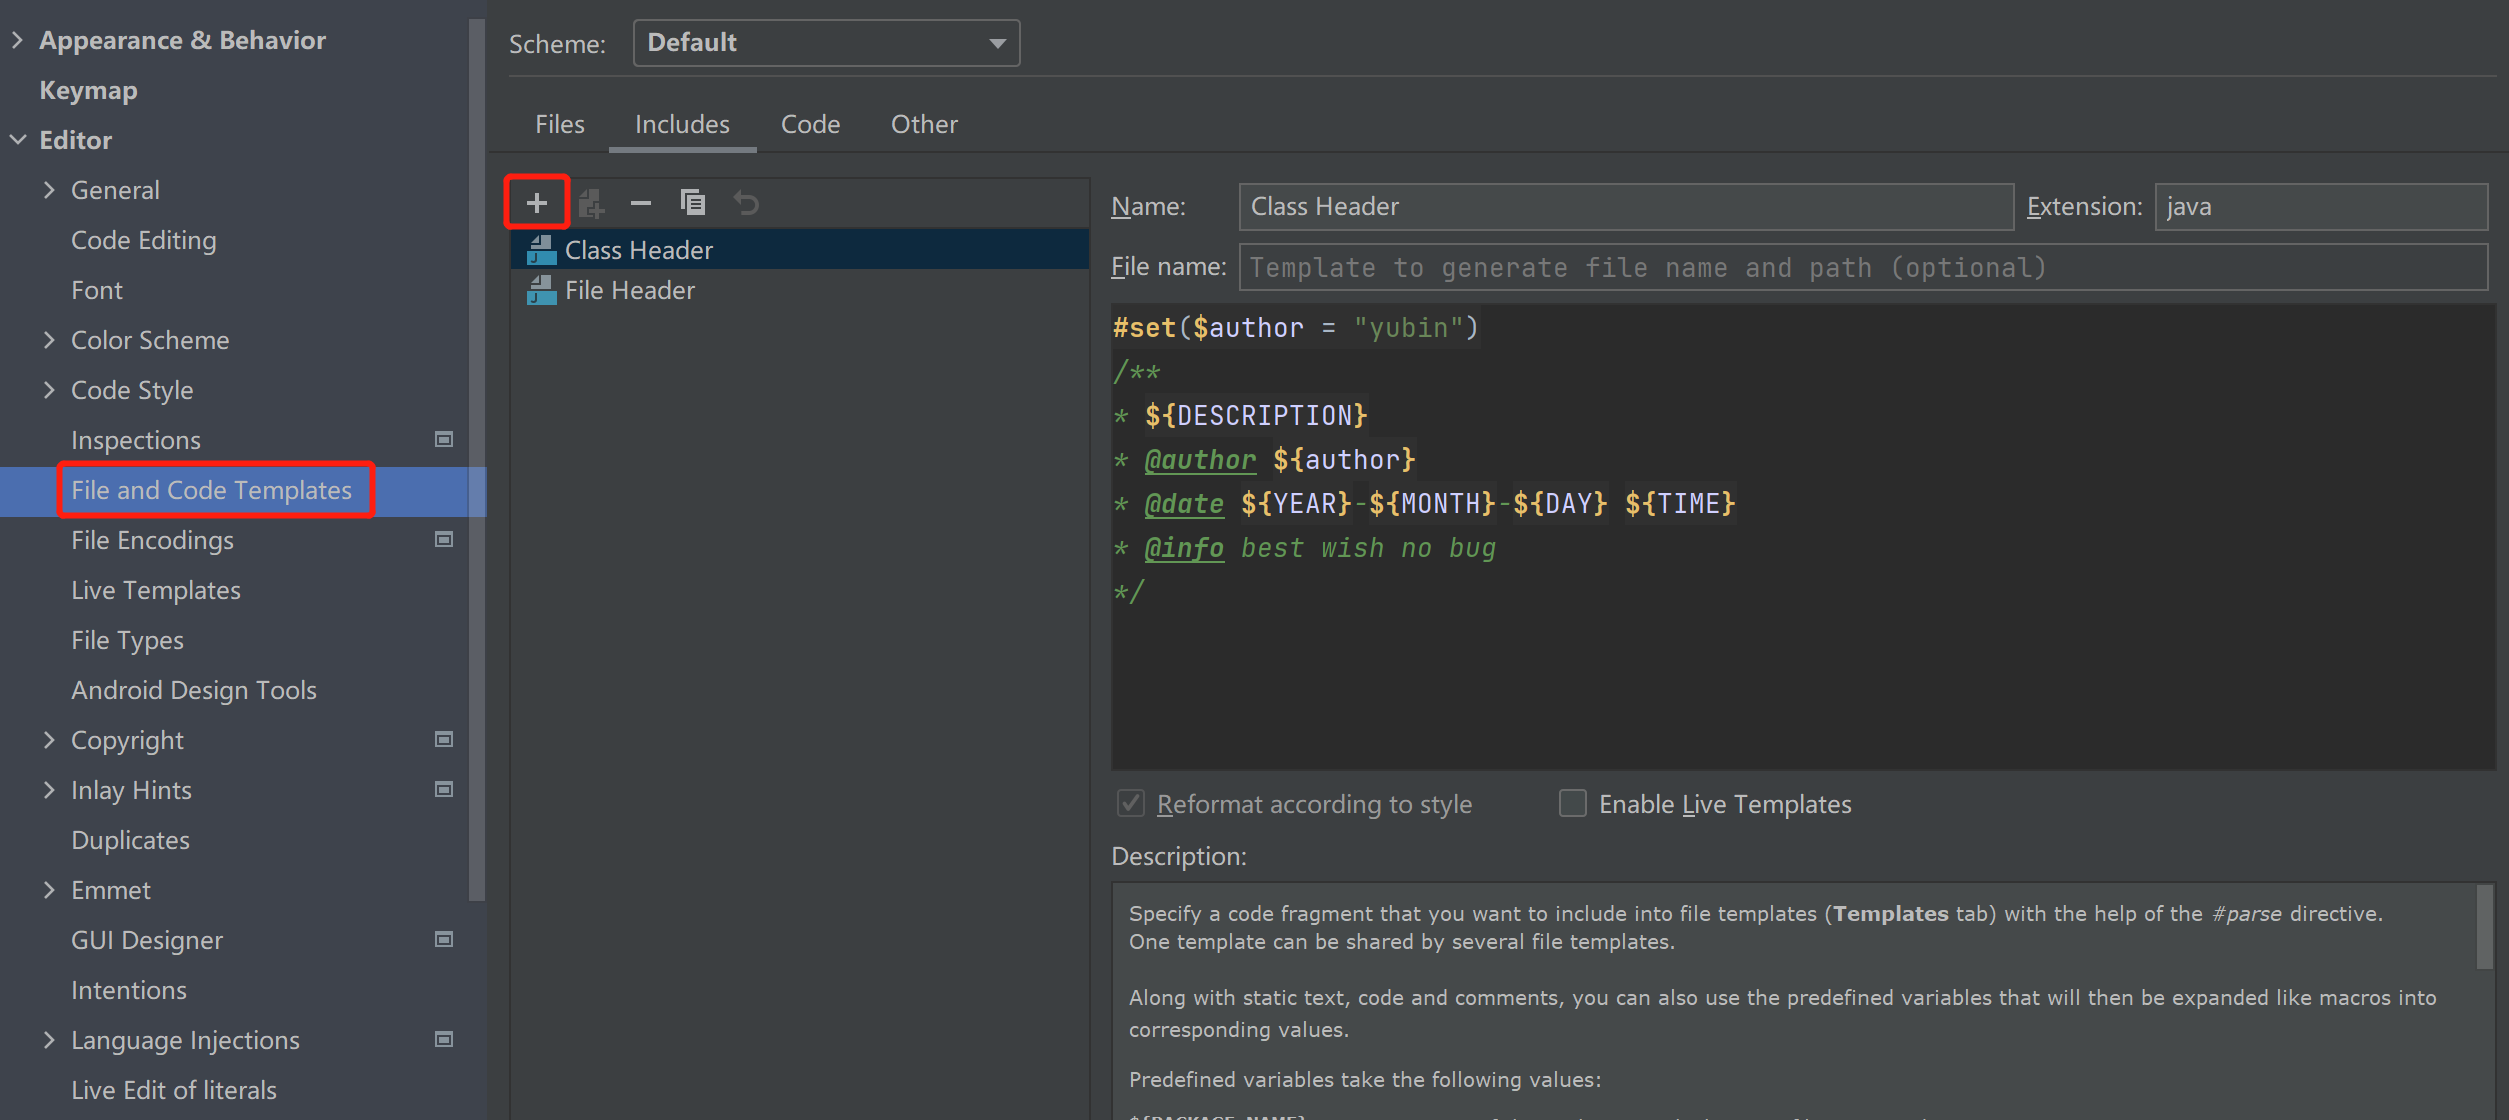 Appearance & Behavior
Keymap
Editor
General
Code Editing
Font
Color Scheme
Code Style
Inspections
File and Code Templates
File Encodings
Live Templates
File Types
Android Design Tools
Copyright
Inlay Hints
Duplicates
Emmet
GUI Designer
Intentions
Language Injections
Live Edit of literals
Scheme: Default
Files Includes Code Other
Class Header
File Header
Name: Class Header Extension: java
File name: Template to generate file name and path (optional)
#set($author = "yubin")
/**
* ${DESCRIPTION}
* @author ${author}
* @date ${YEAR}-${MONTH}-${DAY} ${TIME}
* @info best wish no bug
*/
Reformat according to style Enable Live Templates
Description:
Specify a code fragment that you want to include into file templates (Templates tab) with the help of the #parse directive.
One template can be shared by several file templates.
Along with static text, code and comments, you can also use the predefined variables that will then be expanded like macros into
corresponding values.
Predefined variables take the following values:
${PACKAGE_NAME}